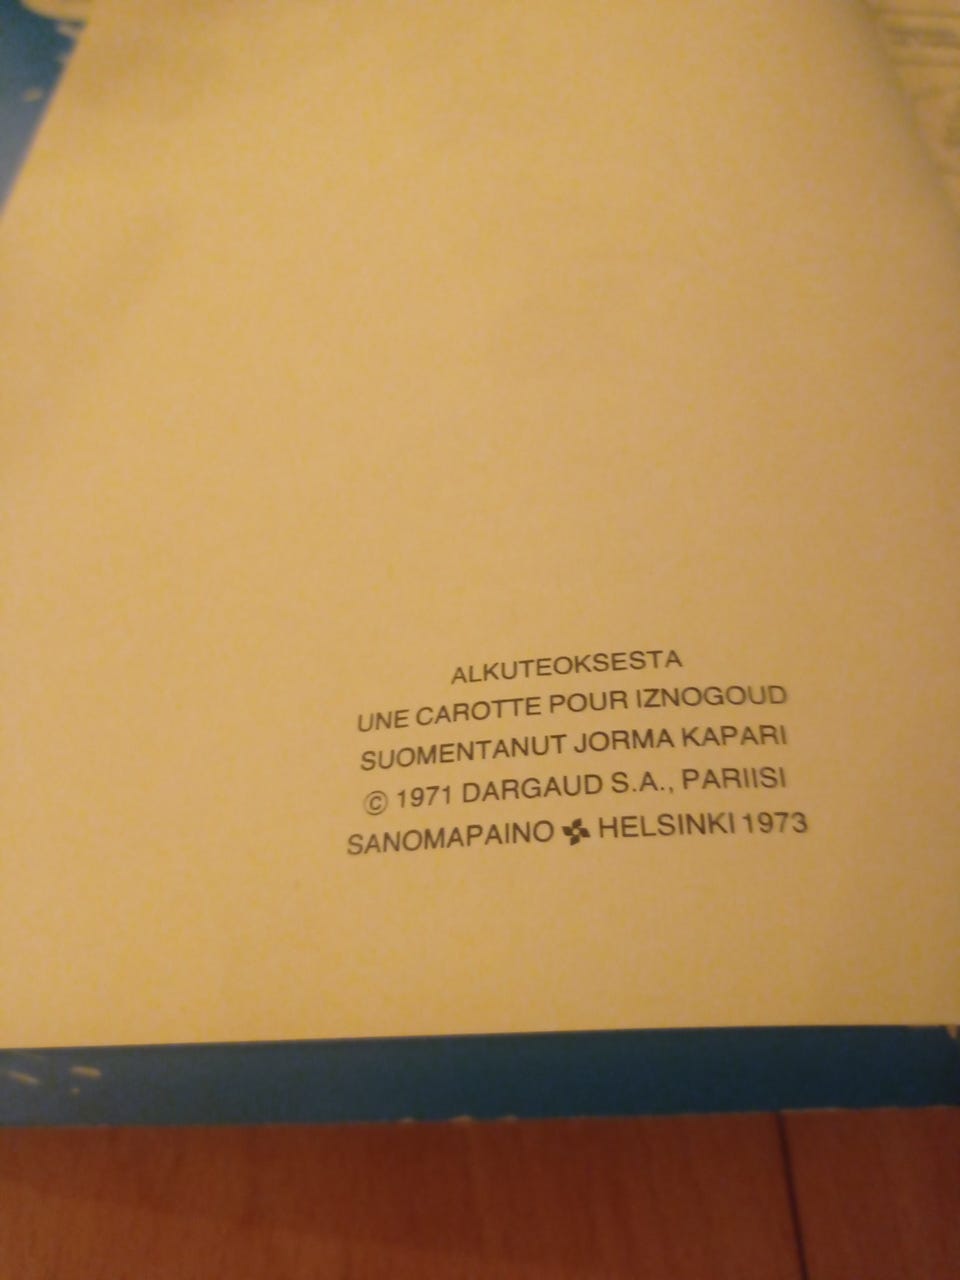 ALKUTEOKSESTA
UNE CAROTTE POUR IZNOGOUD
SUOMENTANUT JORMA KAPARI
© 1971 DARGAUD S.A., PARIISI
SANOMAPAINO HELSINKI 1973